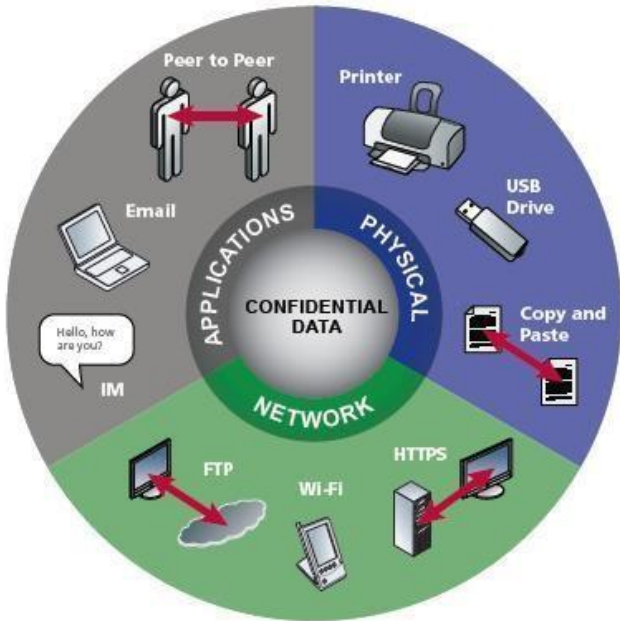 Peer to Peer
Printer
USB
Drive
Email
APPLICATIONS
PHYSICAL
CONFIDENTIAL
DATA
Copy and
Paste
Hello, how
are you?
IM
NETWORK
FTP
Wi-Fi
HTTPS